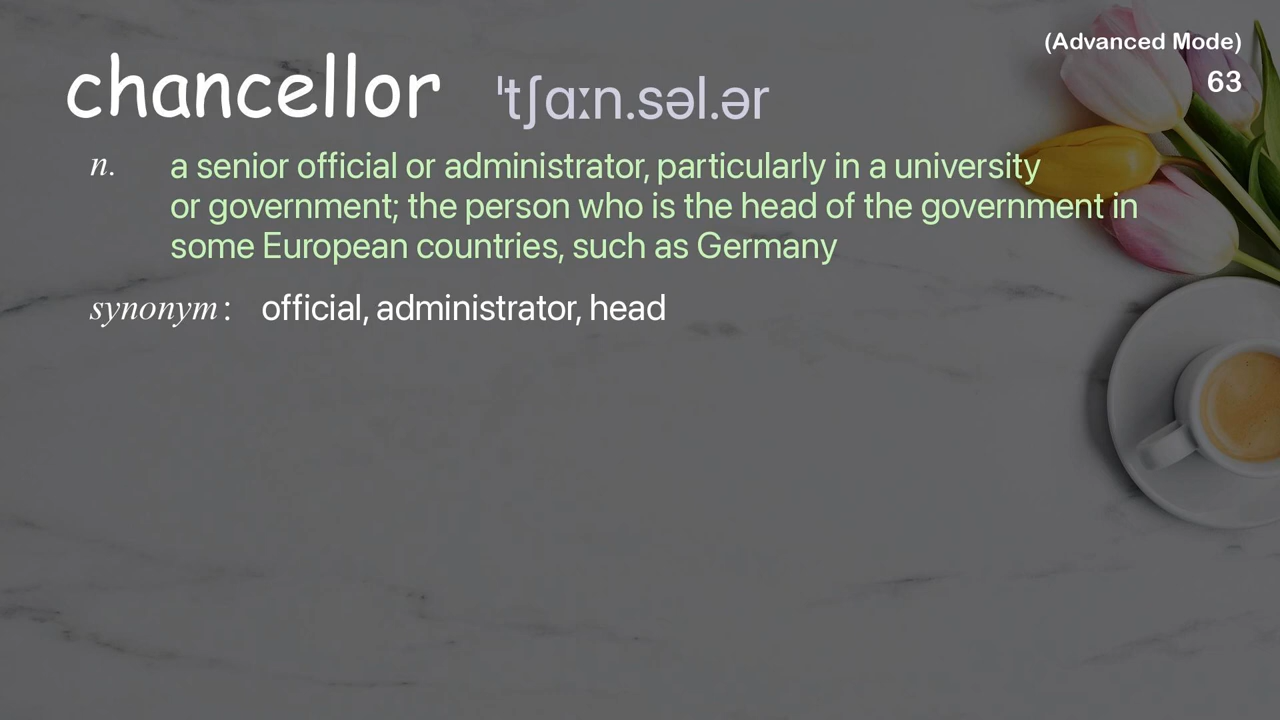 (Advanced Mode)
63
chancellor ˈtʃɑːn.səl.ər
n. a senior official or administrator, particularly in a university
or government; the person who is the head of the government in
some European countries, such as Germany
synonym: official, administrator, head